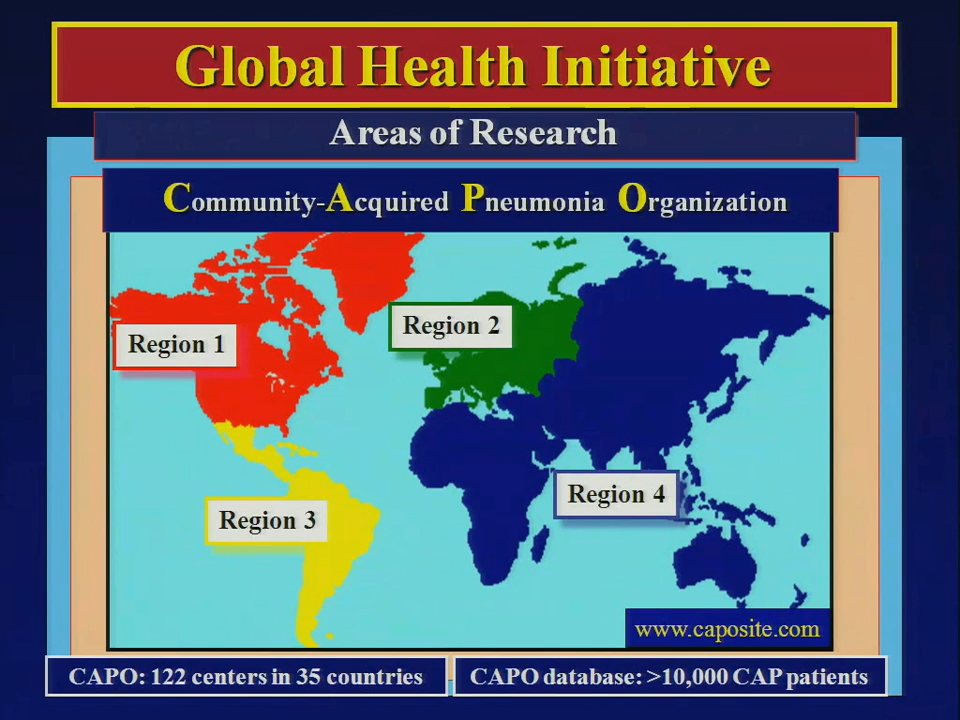 Global Health Initiative
Areas of Research
Community-Acquired Pneumonia Organization
Region 2
Region 1
Region 4
Region 3
www.caposite.com
CAPO: 122 centers in 35 countries
CAPO database: >10,000 CAP patients